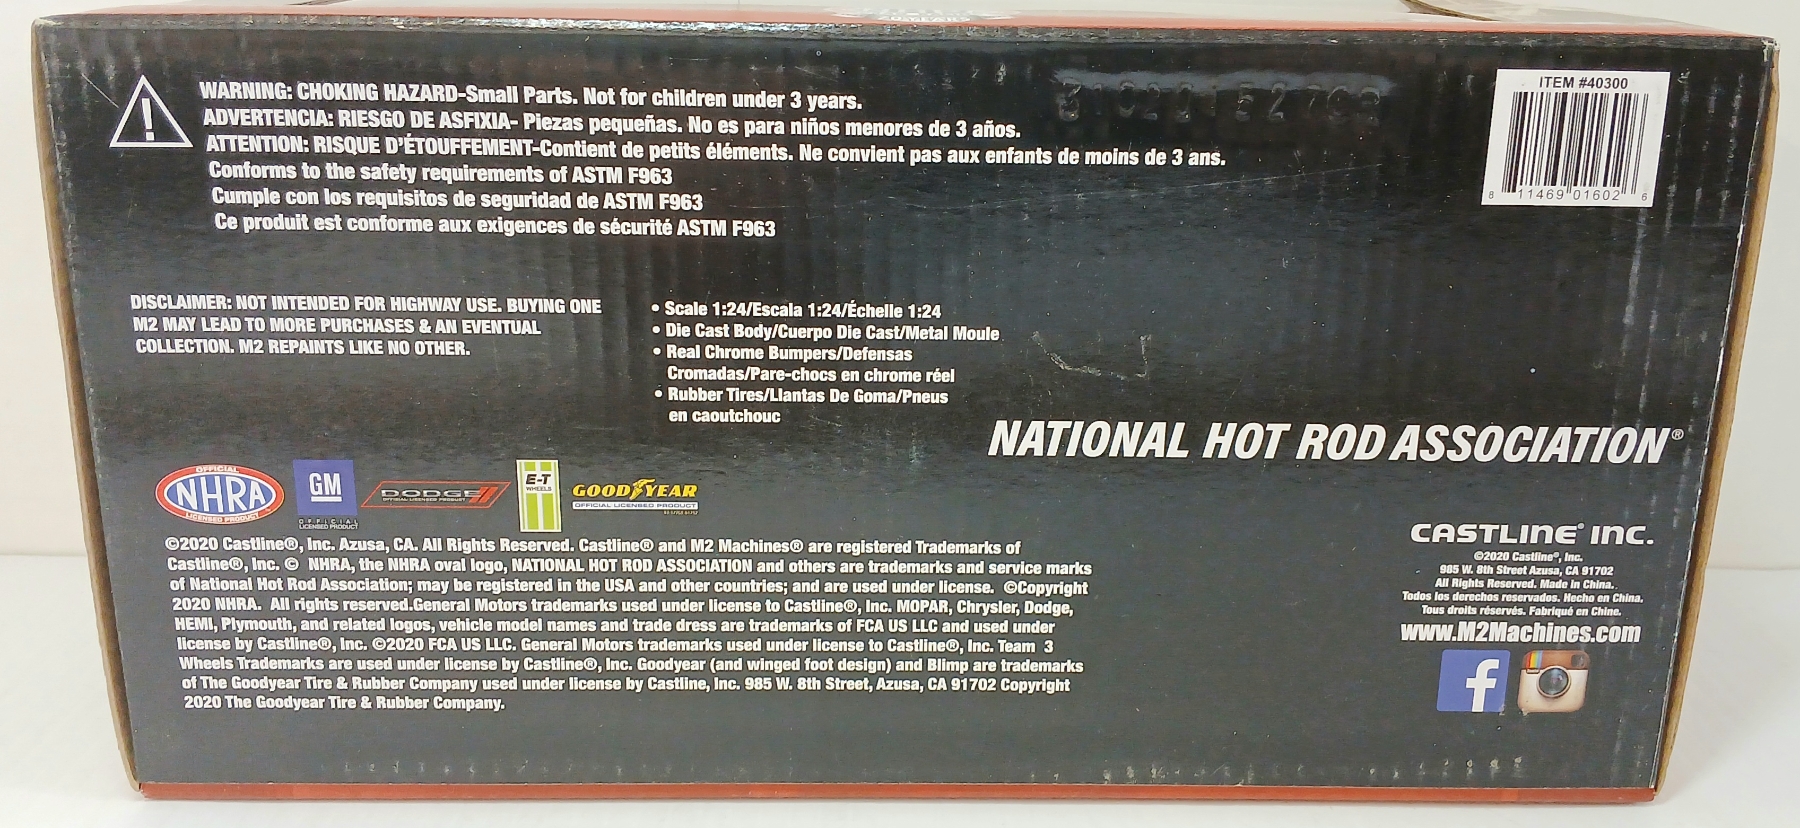 WARNING: CHOKING HAZARD-Small Parts. Not for children under 3 years.
ADVERTENCIA: RIESGO DE ASFIXIA- Piezas pequeñas. No es para niños menores de 3 años.
ATTENTION: RISQUE D'ÉTOUFFEMENT-Contient de petits éléments. Ne convient pas aux enfants de moins de 3 ans.
Conforms to the safety requirements of ASTM F963
Cumple con los requisitos de seguridad de ASTM F963
Ce produit est conforme aux exigences de sécurité ASTM F963
ITEM #40300
8 11469 01602 6
DISCLAIMER: NOT INTENDED FOR HIGHWAY USE. BUYING ONE
M2 MAY LEAD TO MORE PURCHASES & AN EVENTUAL
COLLECTION. M2 REPAINTS LIKE NO OTHER.
• Scale 1:24/Escala 1:24/Échelle 1:24
• Die Cast Body/Cuerpo Die Cast/Metal Moule
• Real Chrome Bumpers/Defensas
Cromadas/Pare-chocs en chrome réel
• Rubber Tires/Llantas De Goma/Pneus
en caoutchouc
NATIONAL HOT ROD ASSOCIATION®
OFFICIAL
NHRA
LICENSED PRODUCT
GM
OFFICIAL
LICENSED PRODUCT
DODGE
OFFICIAL LICENSED PRODUCT
E-T
WHEELS
GOODYEAR
OFFICIAL LICENSED PRODUCT
©2020 Castline®, Inc. Azusa, CA. All Rights Reserved. Castline® and M2 Machines® are registered Trademarks of
Castline®, Inc. © NHRA, the NHRA oval logo, NATIONAL HOT ROD ASSOCIATION and others are trademarks and service marks
of National Hot Rod Association; may be registered in the USA and other countries; and are used under license. ©Copyright
2020 NHRA. All rights reserved.General Motors trademarks used under license to Castline®, Inc. MOPAR, Chrysler, Dodge,
HEMI, Plymouth, and related logos, vehicle model names and trade dress are trademarks of FCA US LLC and used under
license by Castline®, Inc. ©2020 FCA US LLC. General Motors trademarks used under license to Castline®, Inc. Team 3
Wheels Trademarks are used under license by Castline®, Inc. Goodyear (and winged foot design) and Blimp are trademarks
of The Goodyear Tire & Rubber Company used under license by Castline, Inc. 985 W. 8th Street, Azusa, CA 91702 Copyright
2020 The Goodyear Tire & Rubber Company.
CASTLINE® INC.
©2020 Castline®, Inc.
985 W. 8th Street Azusa, CA 91702
All Rights Reserved. Made in China.
Todos los derechos reservados. Hecho en China.
Tous droits réservés. Fabriqué en Chine.
www.M2Machines.com
f